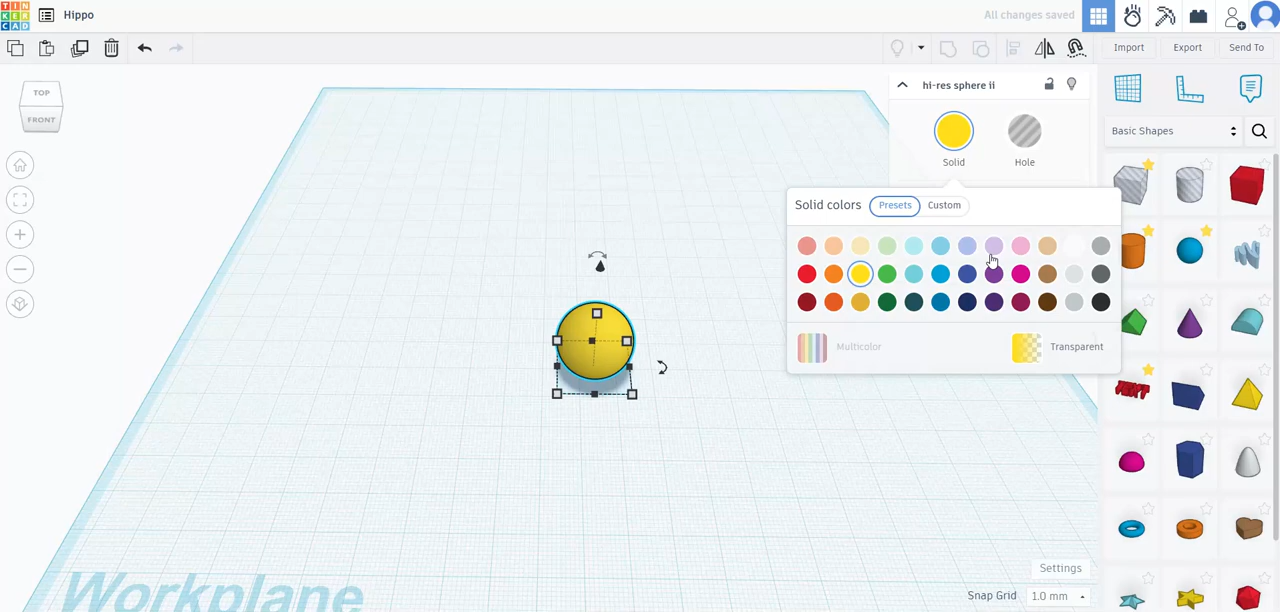 TIN
KER
CAD
Hippo
All changes saved
Import
Export
Send To
TOP
FRONT
hi-res sphere ii
Solid
Hole
Basic Shapes
Solid colors
Presets
Custom
Multicolor
Transparent
TEXT
Workplane
Settings
Snap Grid
1.0 mm